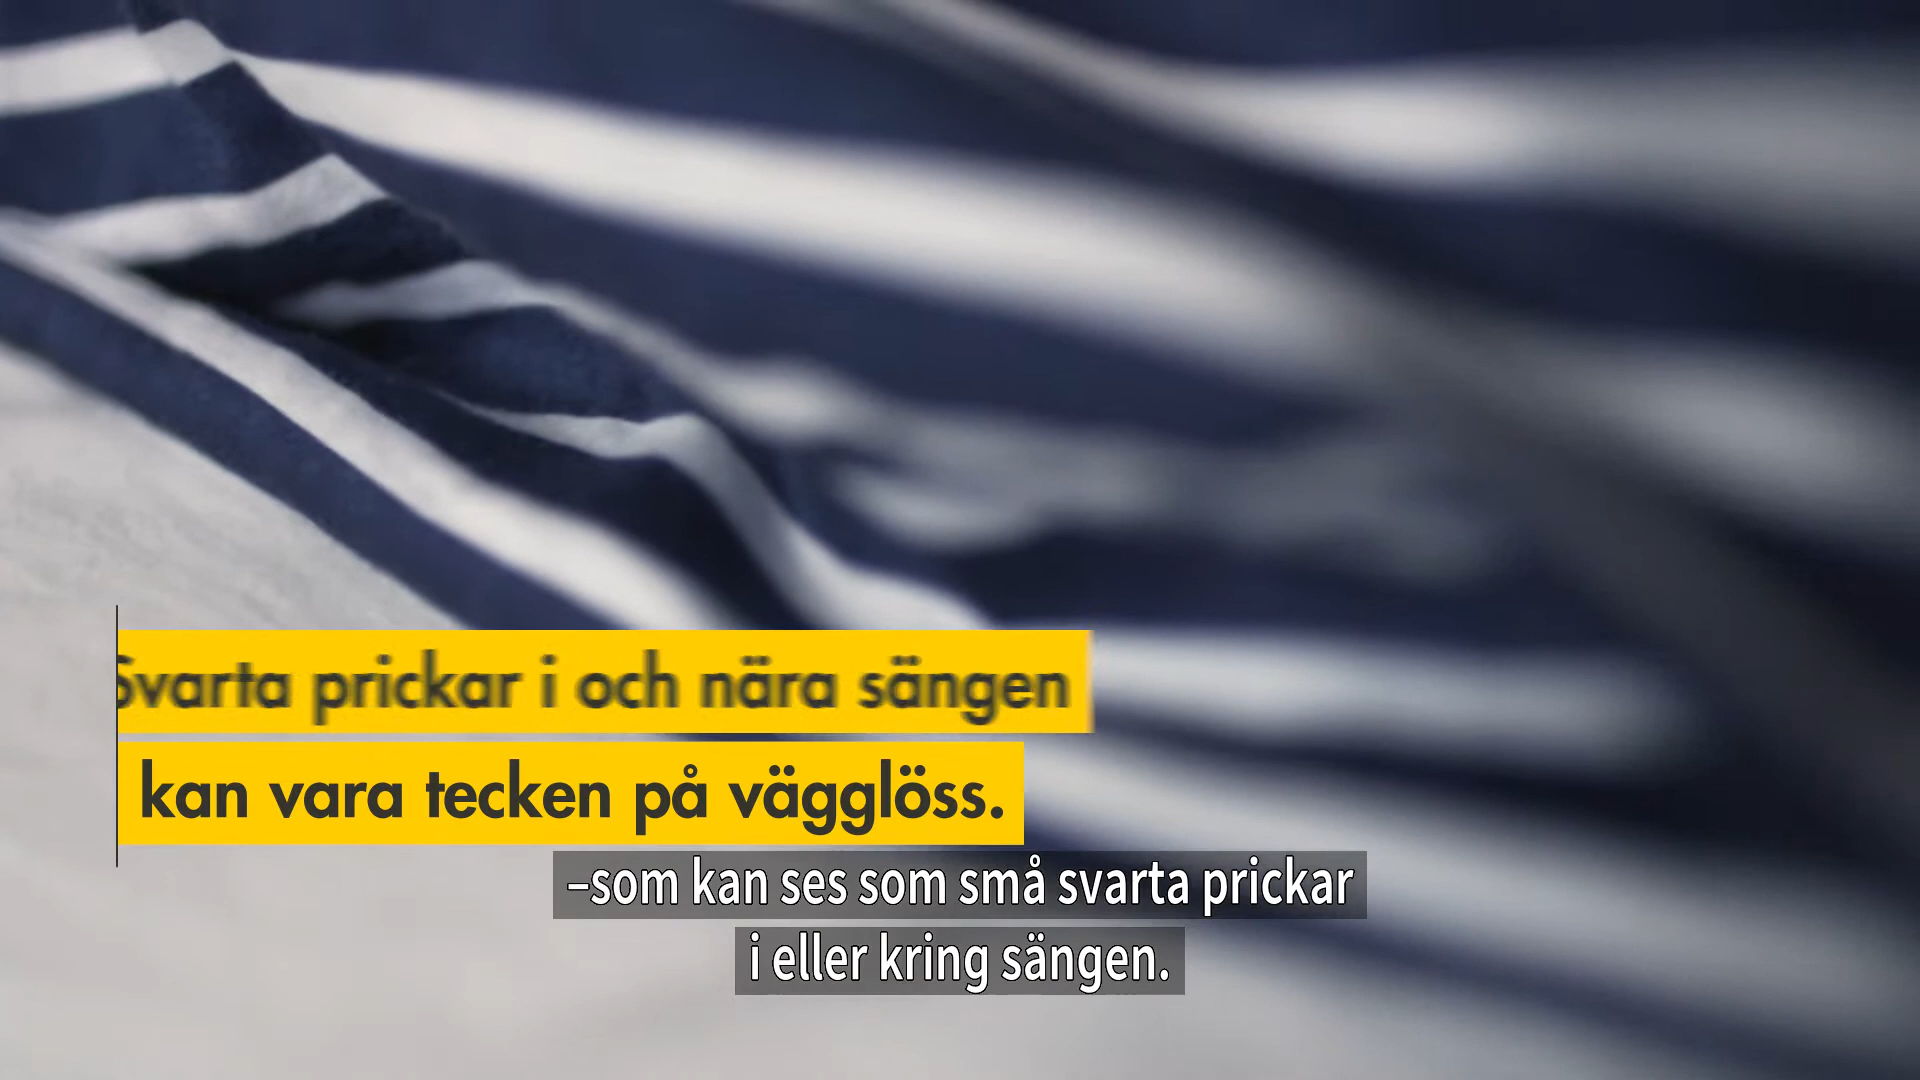 Svarta prickar i och nära sängen
kan vara tecken på vägglöss.
–som kan ses som små svarta prickar
i eller kring sängen.